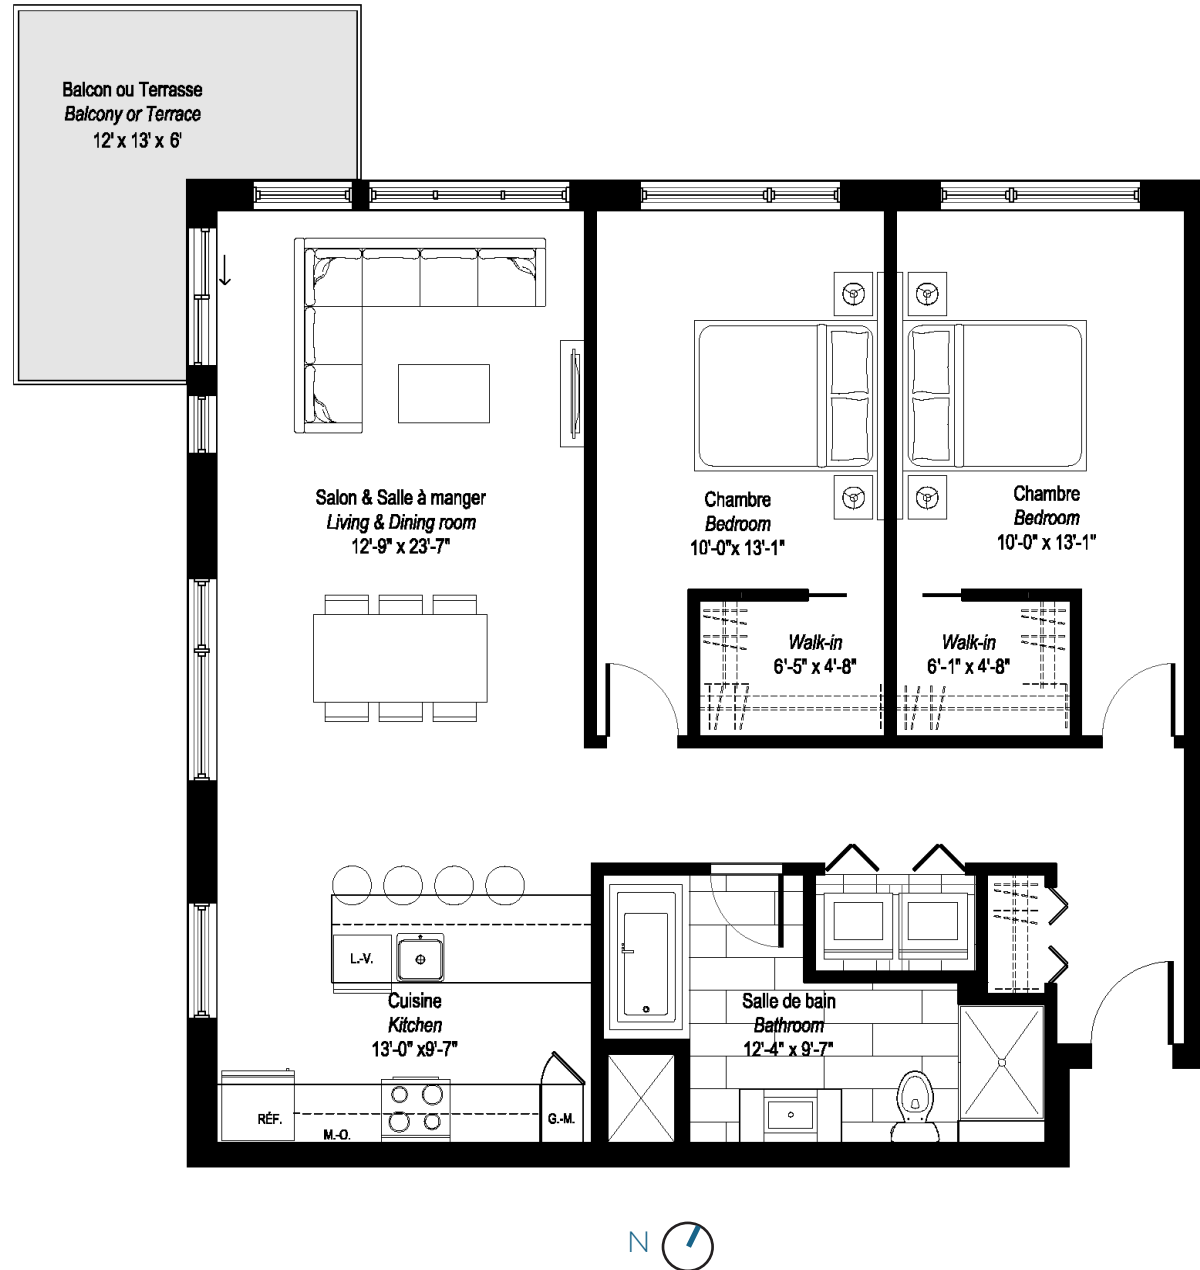 Balcon ou Terrasse
Balcony or Terrace
12' x 13' x 6'
Salon & Salle à manger
Living & Dining room
12'-9" x 23'-7"
Chambre
Bedroom
10'-0"x 13'-1"
Chambre
Bedroom
10'-0" x 13'-1"
Walk-in
6'-5" x 4'-8"
Walk-in
6'-1" x 4'-8"
L.-V.
Cuisine
Kitchen
13'-0" x9'-7"
Salle de bain
Bathroom
12'-4" x 9'-7"
RÉF.
M.-O.
G.-M.
N